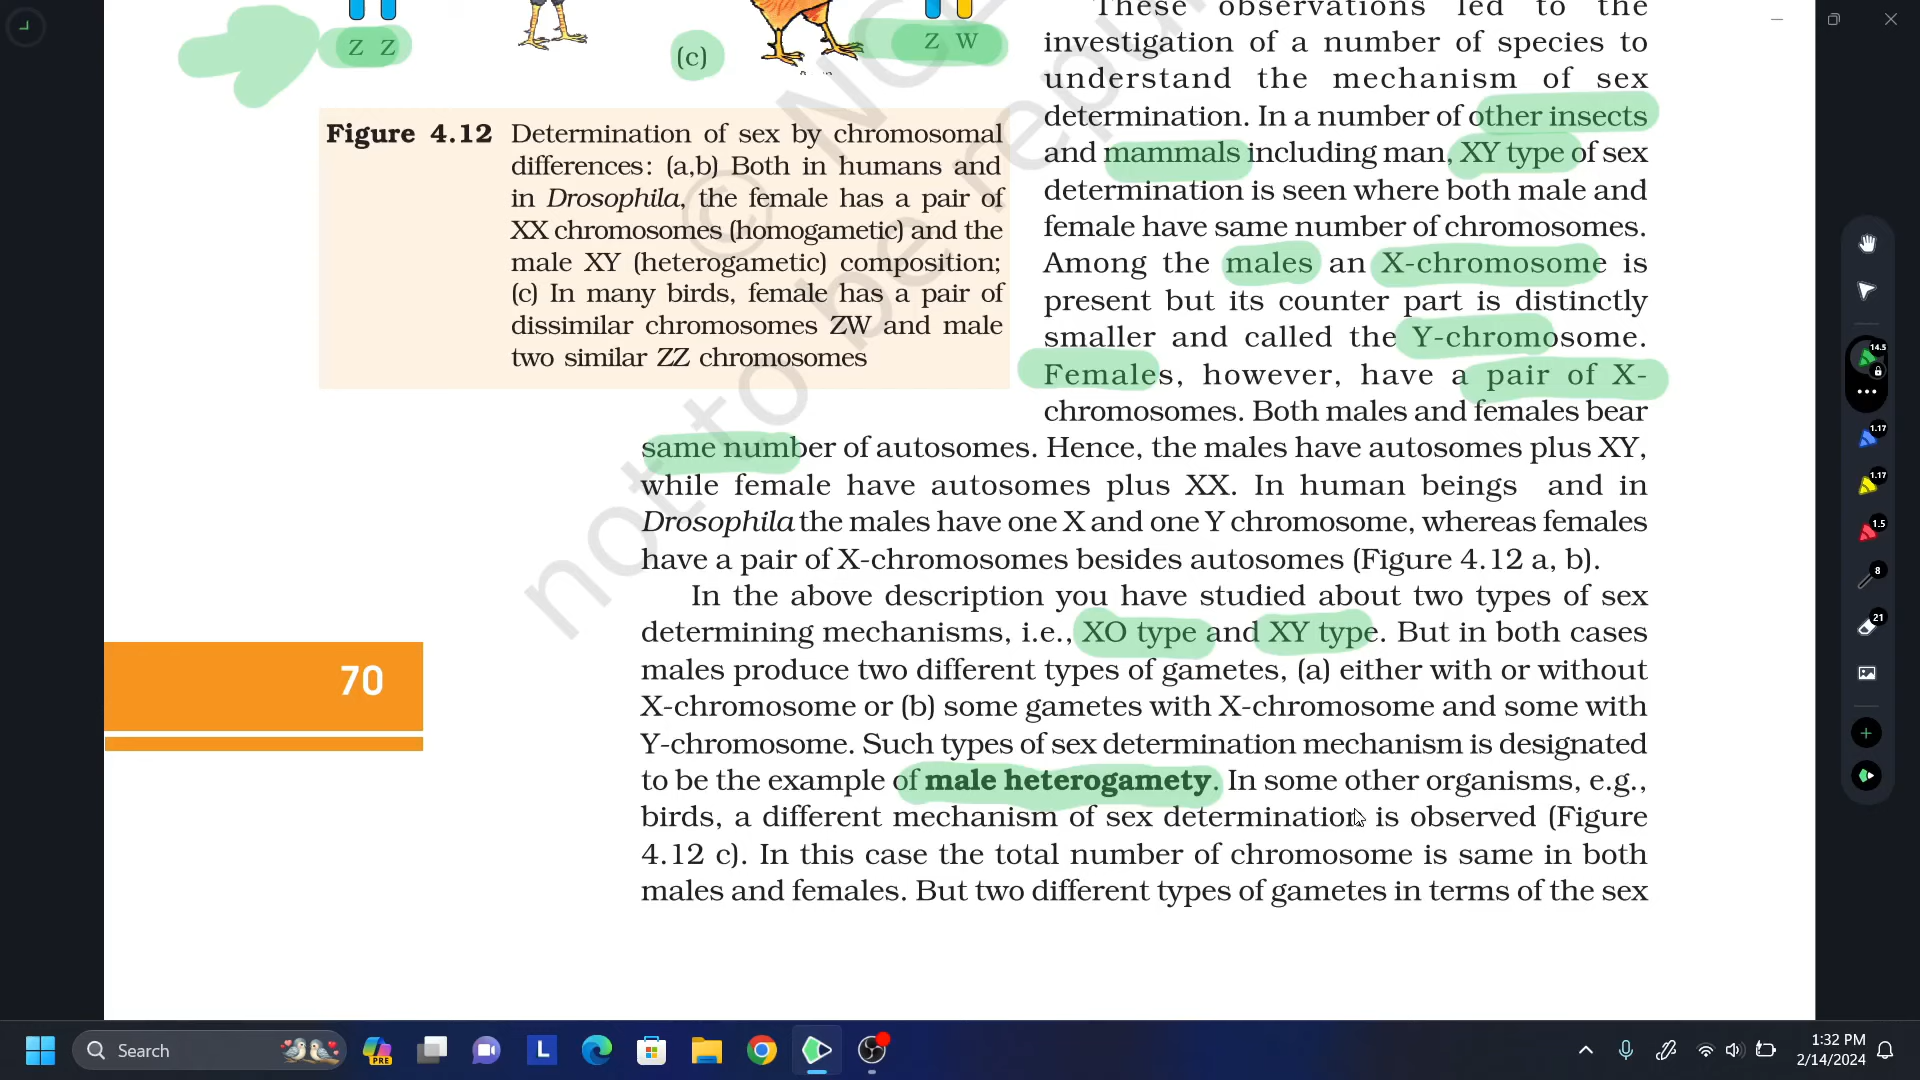 Z Z
(c)
Z W
Figure 4.12 Determination of sex by chromosomal
differences: (a,b) Both in humans and
in Drosophila, the female has a pair of
XX chromosomes (homogametic) and the
male XY (heterogametic) composition;
(c) In many birds, female has a pair of
dissimilar chromosomes ZW and male
two similar ZZ chromosomes
These observations led to the
investigation of a number of species to
understand the mechanism of sex
determination. In a number of other insects
and mammals including man, XY type of sex
determination is seen where both male and
female have same number of chromosomes.
Among the males an X-chromosome is
present but its counter part is distinctly
smaller and called the Y-chromosome.
Females, however, have a pair of X-
chromosomes. Both males and females bear
same number of autosomes. Hence, the males have autosomes plus XY,
while female have autosomes plus XX. In human beings and in
Drosophila the males have one X and one Y chromosome, whereas females
have a pair of X-chromosomes besides autosomes (Figure 4.12 a, b).
In the above description you have studied about two types of sex
determining mechanisms, i.e., XO type and XY type. But in both cases
males produce two different types of gametes, (a) either with or without
X-chromosome or (b) some gametes with X-chromosome and some with
Y-chromosome. Such types of sex determination mechanism is designated
to be the example of male heterogamety. In some other organisms, e.g.,
birds, a different mechanism of sex determination is observed (Figure
4.12 c). In this case the total number of chromosome is same in both
males and females. But two different types of gametes in terms of the sex
70
not to be
14.5
1.17
1.17
1.5
8
21
Search
PRE
L
1:32 PM
2/14/2024